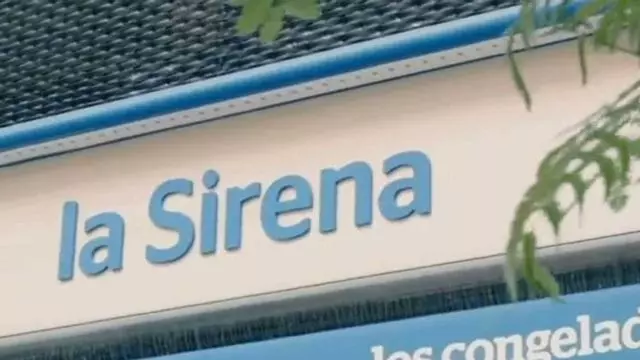 la Sirena
los congelad